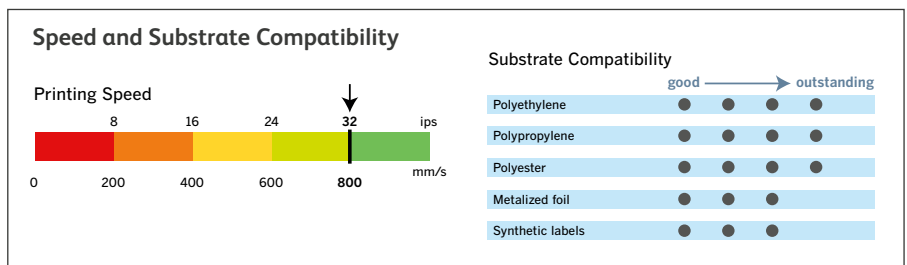 Speed and Substrate Compatibility
Printing Speed
8 16 24 32 ips
0 200 400 600 800 mm/s
Substrate Compatibility
good outstanding
Polyethylene
Polypropylene
Polyester
Metalized foil
Synthetic labels